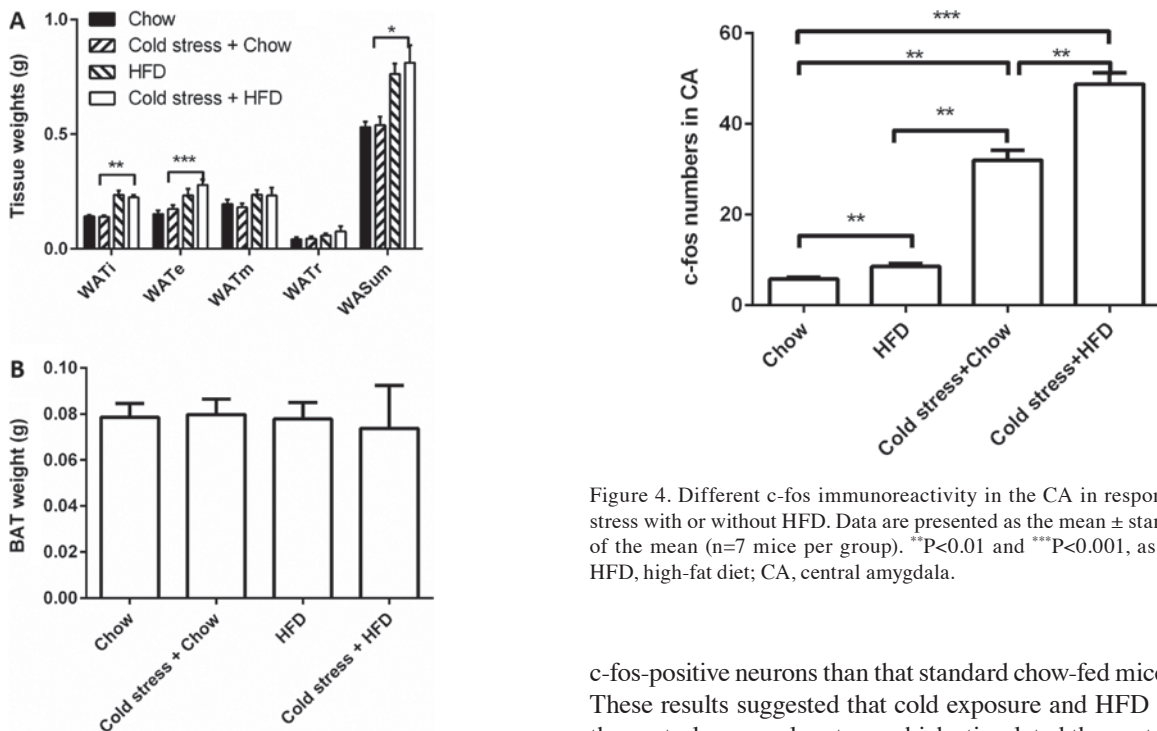 A
Tissue weights (g)
1.0
0.5
0.0
Chow
Cold stress + Chow
HFD
Cold stress + HFD
**
***
*
WATi
WATe
WATm
WATr
WASum
B
BAT weight (g)
0.10
0.08
0.06
0.04
0.02
0.00
Chow
Cold stress + Chow
HFD
Cold stress + HFD
c-fos numbers in CA
60
40
20
0
***
**
**
**
**
Chow
HFD
Cold stress+Chow
Cold stress+HFD
Figure 4. Different c-fos immunoreactivity in the CA in respon
stress with or without HFD. Data are presented as the mean ± stan
of the mean (n=7 mice per group). **P<0.01 and ***P<0.001, as
HFD, high-fat diet; CA, central amygdala.
c-fos-positive neurons than that standard chow-fed mice
These results suggested that cold exposure and HFD